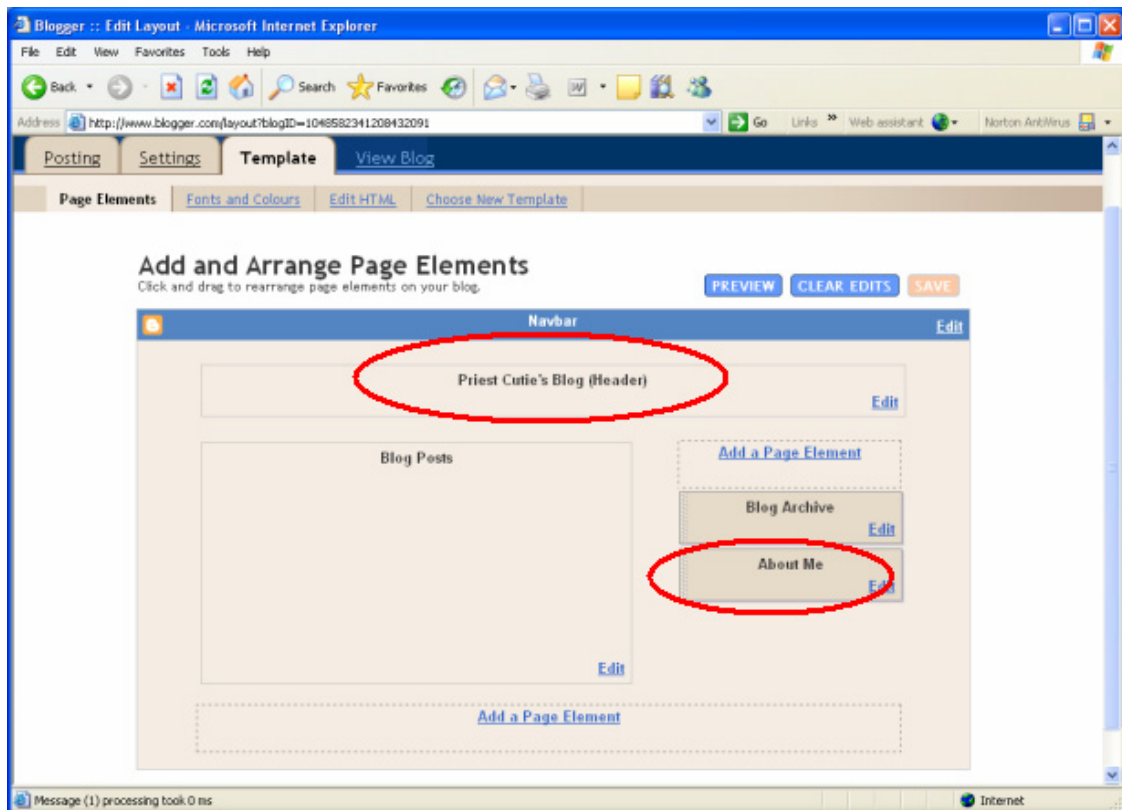 Blogger :: Edit Layout - Microsoft Internet Explorer
File Edit View Favorites Tools Help
Back Search Favorites W
Address http://www.blogger.com/layout?blogID=1048582341208432091 Go Links » Web assistant Norton AntiVirus
Posting Settings Template View Blog
Page Elements Fonts and Colours Edit HTML Choose New Template
Add and Arrange Page Elements
Click and drag to rearrange page elements on your blog.
PREVIEW CLEAR EDITS SAVE
Navbar Edit
Priest Cutie's Blog (Header)
Edit
Blog Posts
Edit
Add a Page Element
Blog Archive
Edit
About Me
Edit
Add a Page Element
Message (1) processing took 0 ms Internet